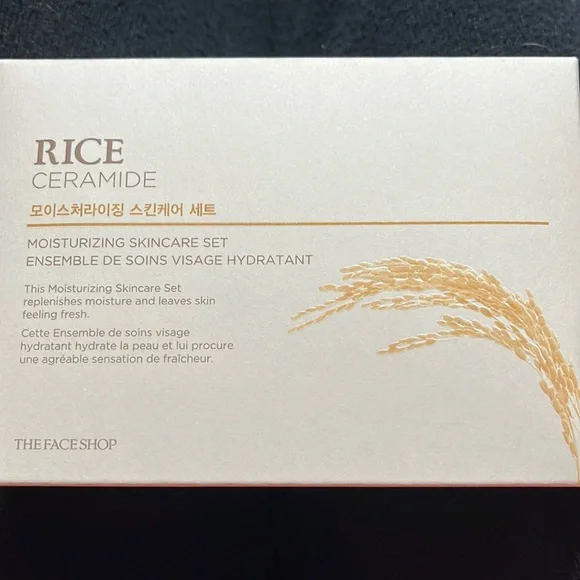 RICE
CERAMIDE
모이스처라이징 스킨케어 세트
MOISTURIZING SKINCARE SET
ENSEMBLE DE SOINS VISAGE HYDRATANT
This Moisturizing Skincare Set
replenishes moisture and leaves skin
feeling fresh.
Cette Ensemble de soins visage
hydratant hydrate la peau et lui procure
une agréable sensation de fraîcheur.
THE FACE SHOP